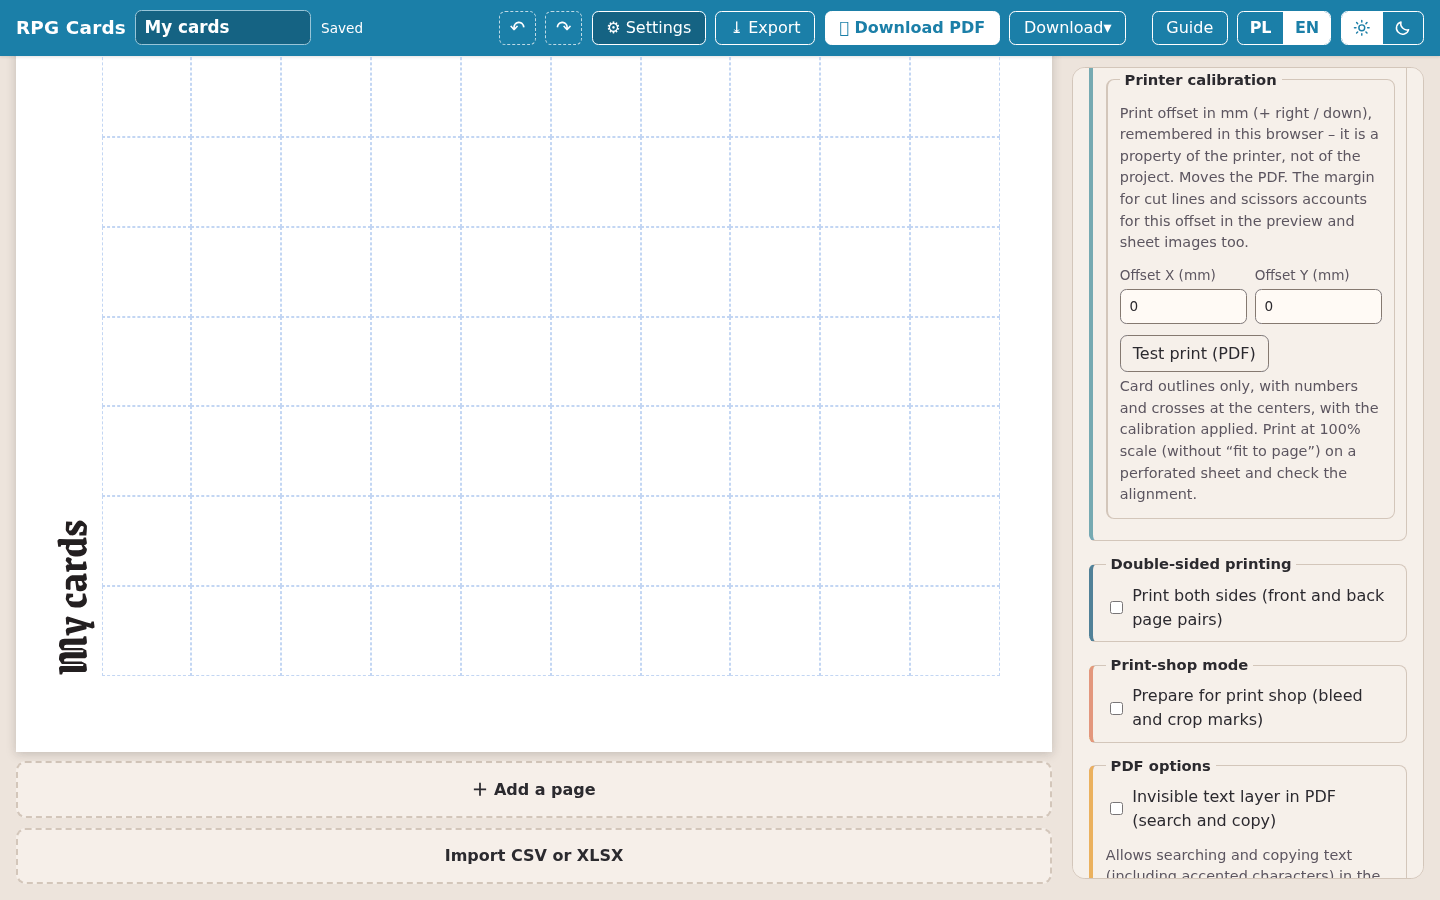 RPG Cards
My cards
Saved
↶
↷
⚙ Settings
⤓ Export
Download PDF
Download▾
Guide
PL
EN
My cards
+ Add a page
Import CSV or XLSX
Printer calibration
Print offset in mm (+ right / down),
remembered in this browser – it is a
property of the printer, not of the
project. Moves the PDF. The margin
for cut lines and scissors accounts
for this offset in the preview and
sheet images too.
Offset X (mm)
Offset Y (mm)
0
0
Test print (PDF)
Card outlines only, with numbers
and crosses at the centers, with the
calibration applied. Print at 100%
scale (without “fit to page”) on a
perforated sheet and check the
alignment.
Double-sided printing
Print both sides (front and back
page pairs)
Print-shop mode
Prepare for print shop (bleed
and crop marks)
PDF options
Invisible text layer in PDF
(search and copy)
Allows searching and copying text
(including accented characters) in the